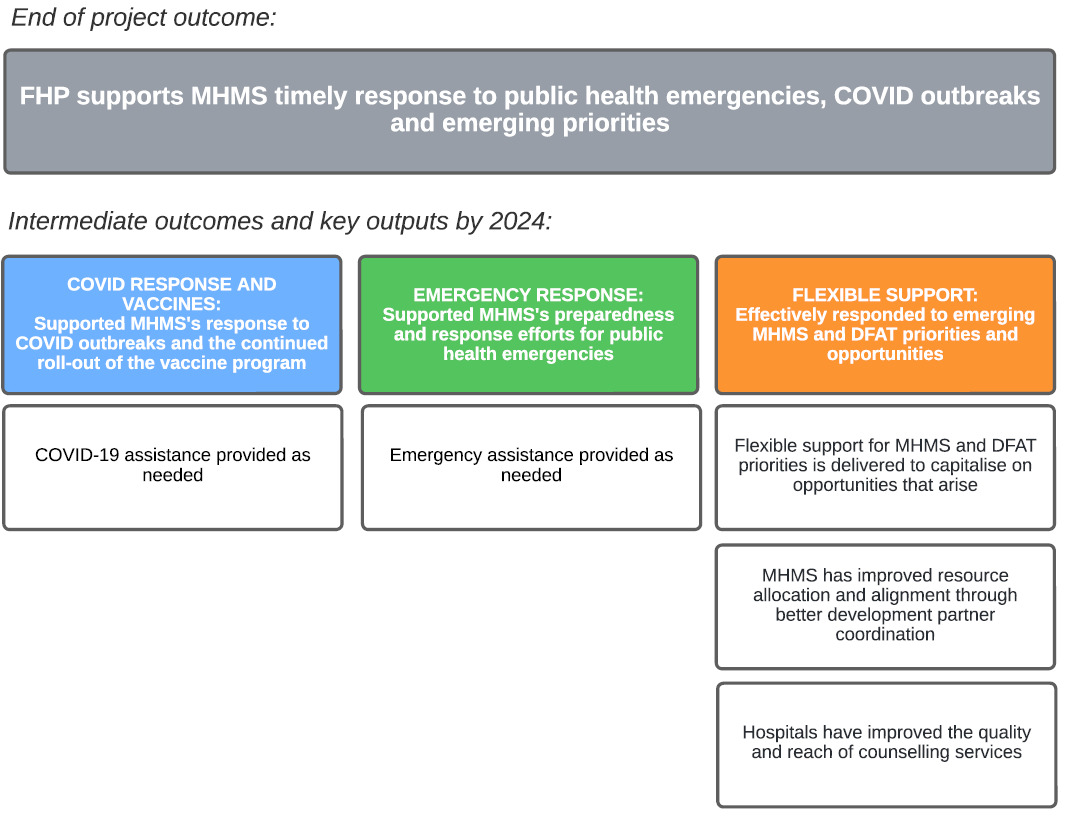 End of project outcome:
FHP supports MHMS timely response to public health emergencies, COVID outbreaks
and emerging priorities
Intermediate outcomes and key outputs by 2024:
COVID RESPONSE AND
VACCINES:
Supported MHMS's response to
COVID outbreaks and the continued
roll-out of the vaccine program
EMERGENCY RESPONSE:
Supported MHMS's preparedness
and response efforts for public
health emergencies
FLEXIBLE SUPPORT:
Effectively responded to emerging
MHMS and DFAT priorities and
opportunities
COVID-19 assistance provided as
needed
Emergency assistance provided as
needed
Flexible support for MHMS and DFAT
priorities is delivered to capitalise on
opportunities that arise
MHMS has improved resource
allocation and alignment through
better development partner
coordination
Hospitals have improved the quality
and reach of counselling services